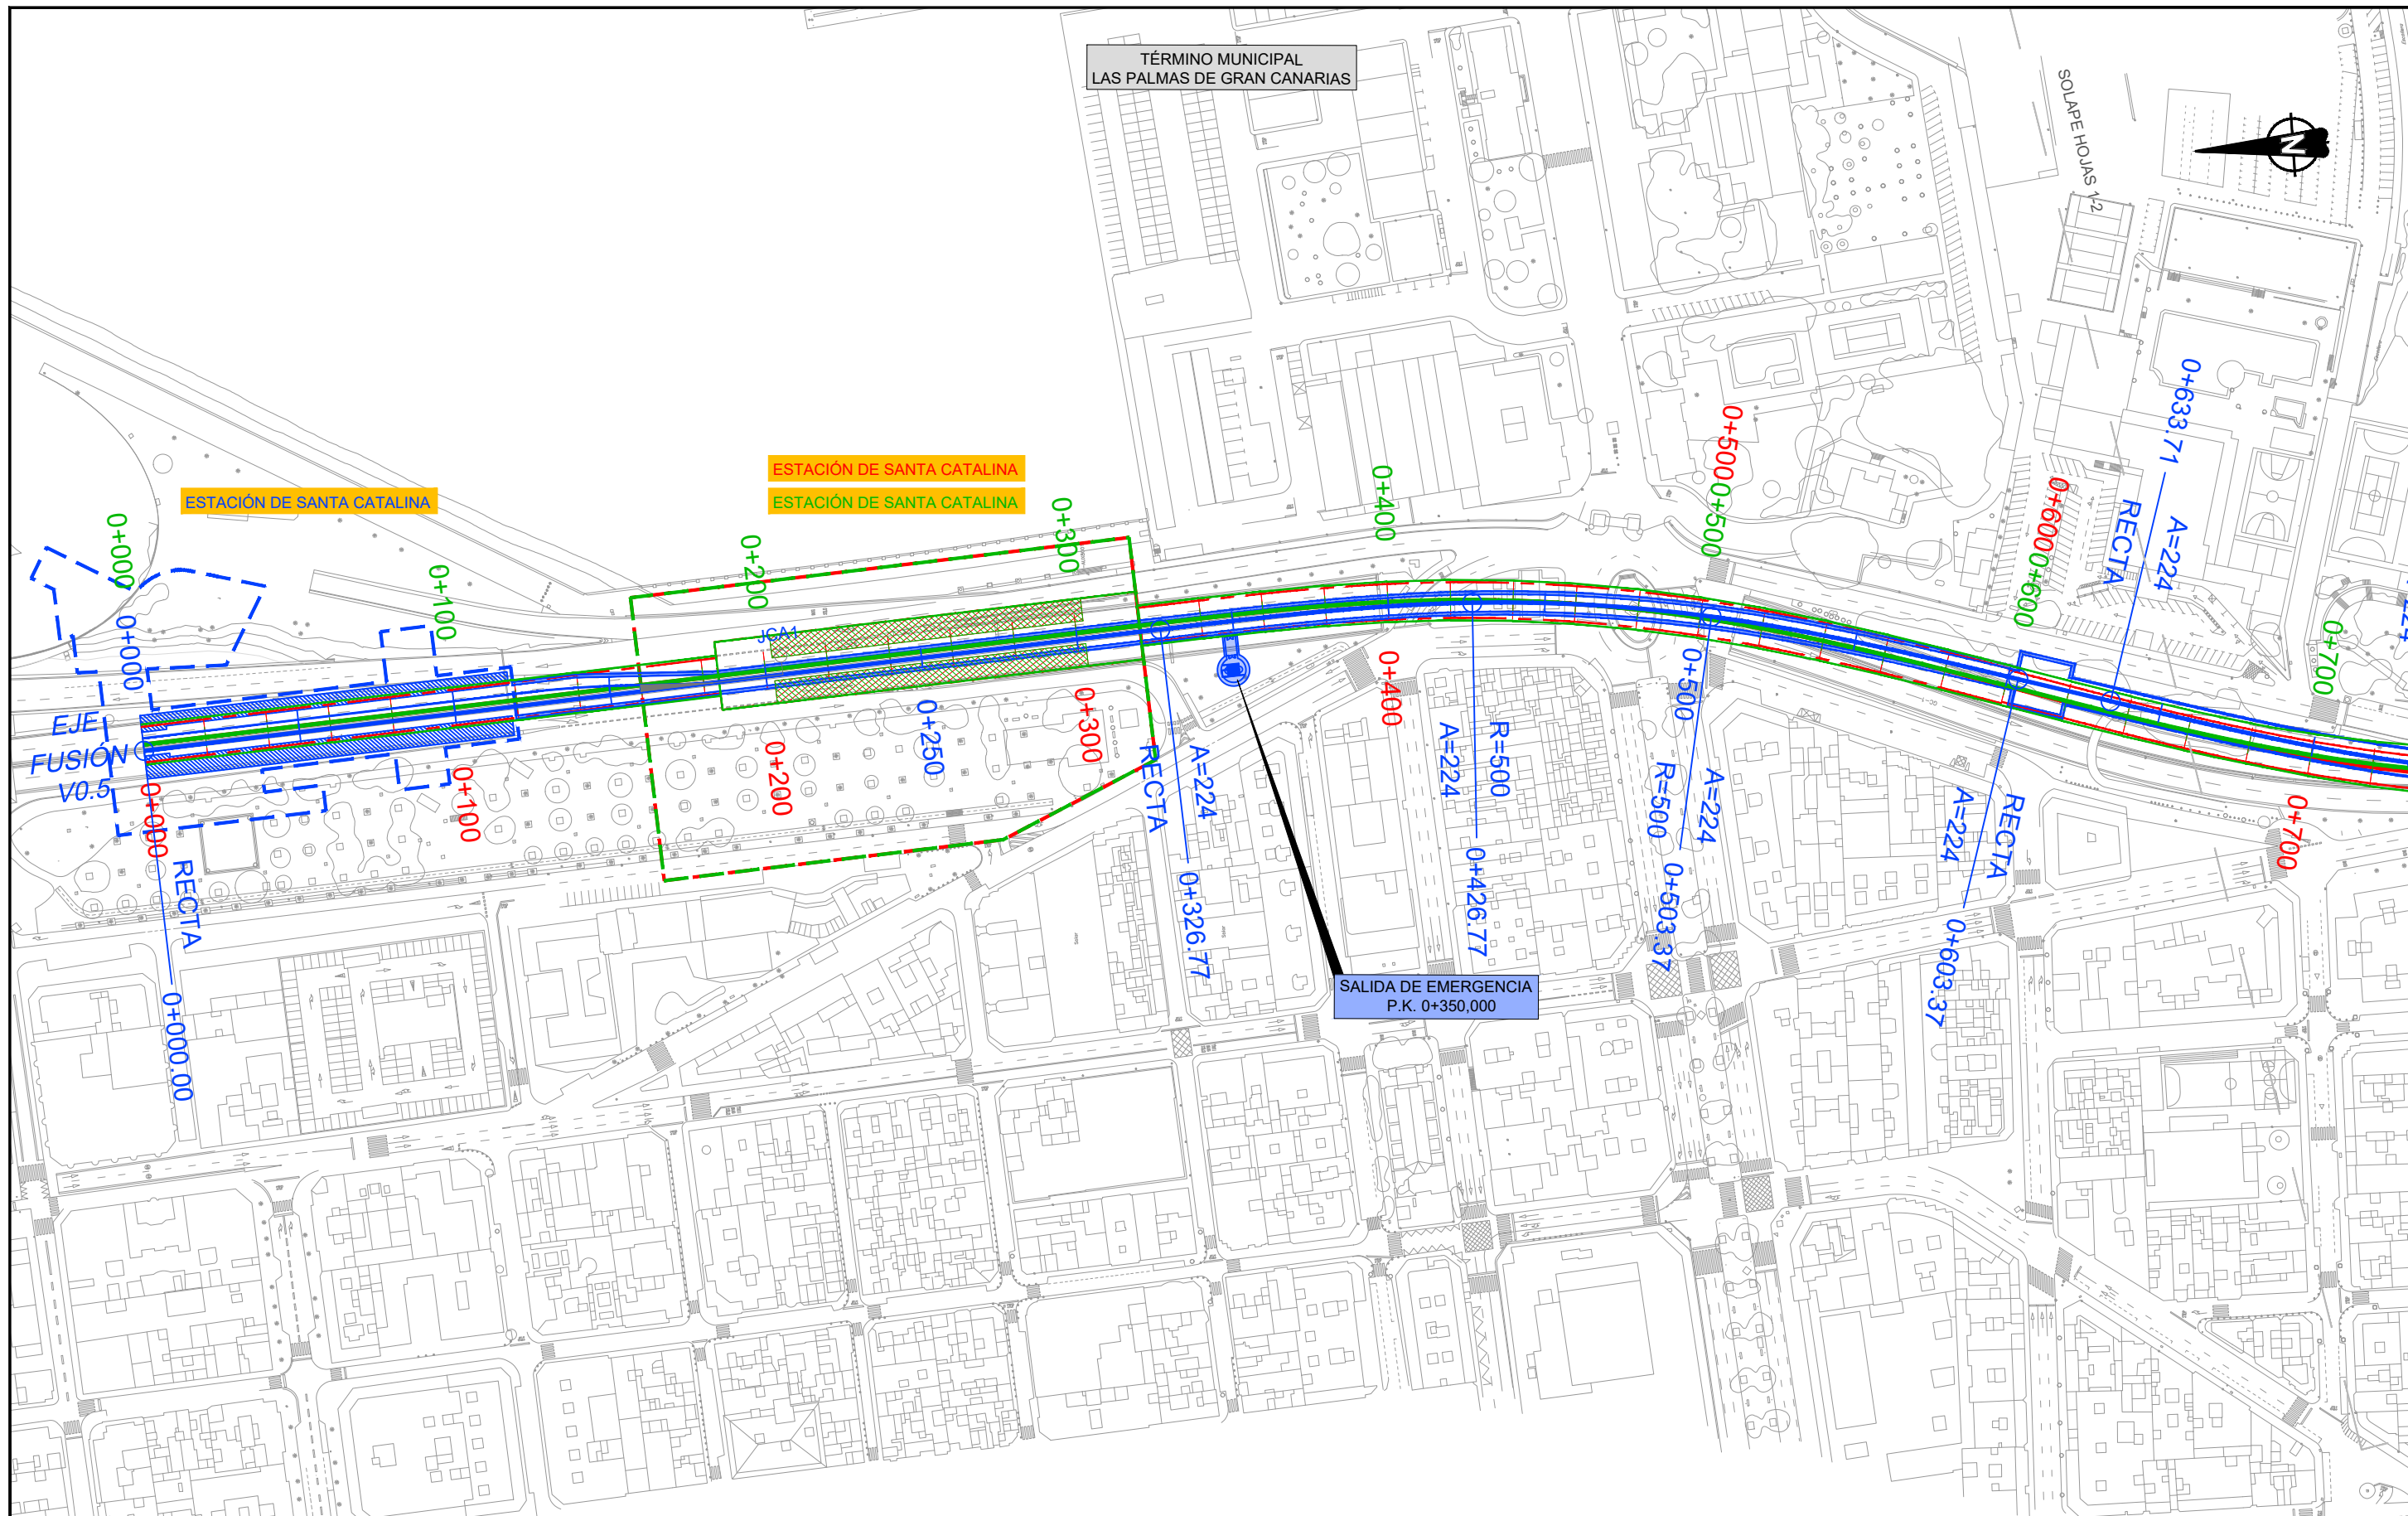 TÉRMINO MUNICIPAL
LAS PALMAS DE GRAN CANARIAS
SOLAPE HOJAS 1-2
N
ESTACIÓN DE SANTA CATALINA
ESTACIÓN DE SANTA CATALINA
ESTACIÓN DE SANTA CATALINA
0+000
0+100
0+200
0+300
0+400
0+500
0+500
0+600
0+600
0+700
0+633.71
A=224
RECTA
0+000
JCA1
EJE
FUSIÓN
V0.5
0+000
0+100
0+200
0+250
0+300
0+400
0+500
0+700
RECTA
0+000.00
RECTA
A=224
0+326.77
A=224
R=500
0+426.77
R=500
A=224
0+503.37
A=224
RECTA
0+603.37
SALIDA DE EMERGENCIA
P.K. 0+350,000
Solar
Solar